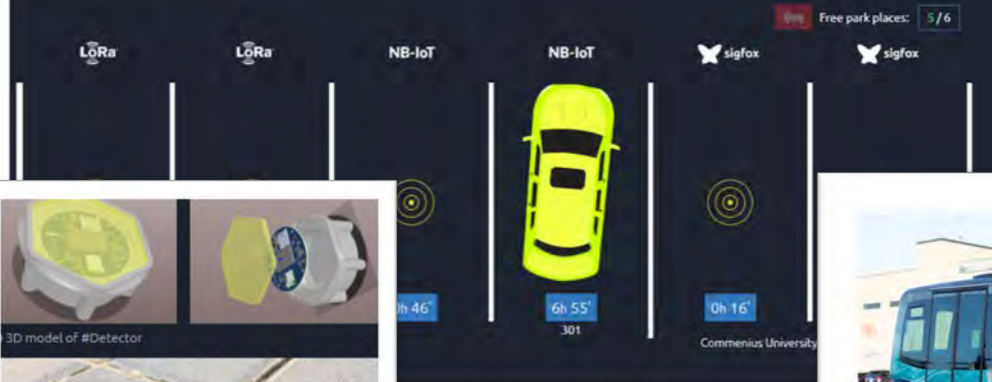 Free park places: 5/6
LoRa LoRa NB-IoT NB-IoT sigfox sigfox
0h 46' 6h 55' 0h 16'
301
Commenius University
3D model of #Detector